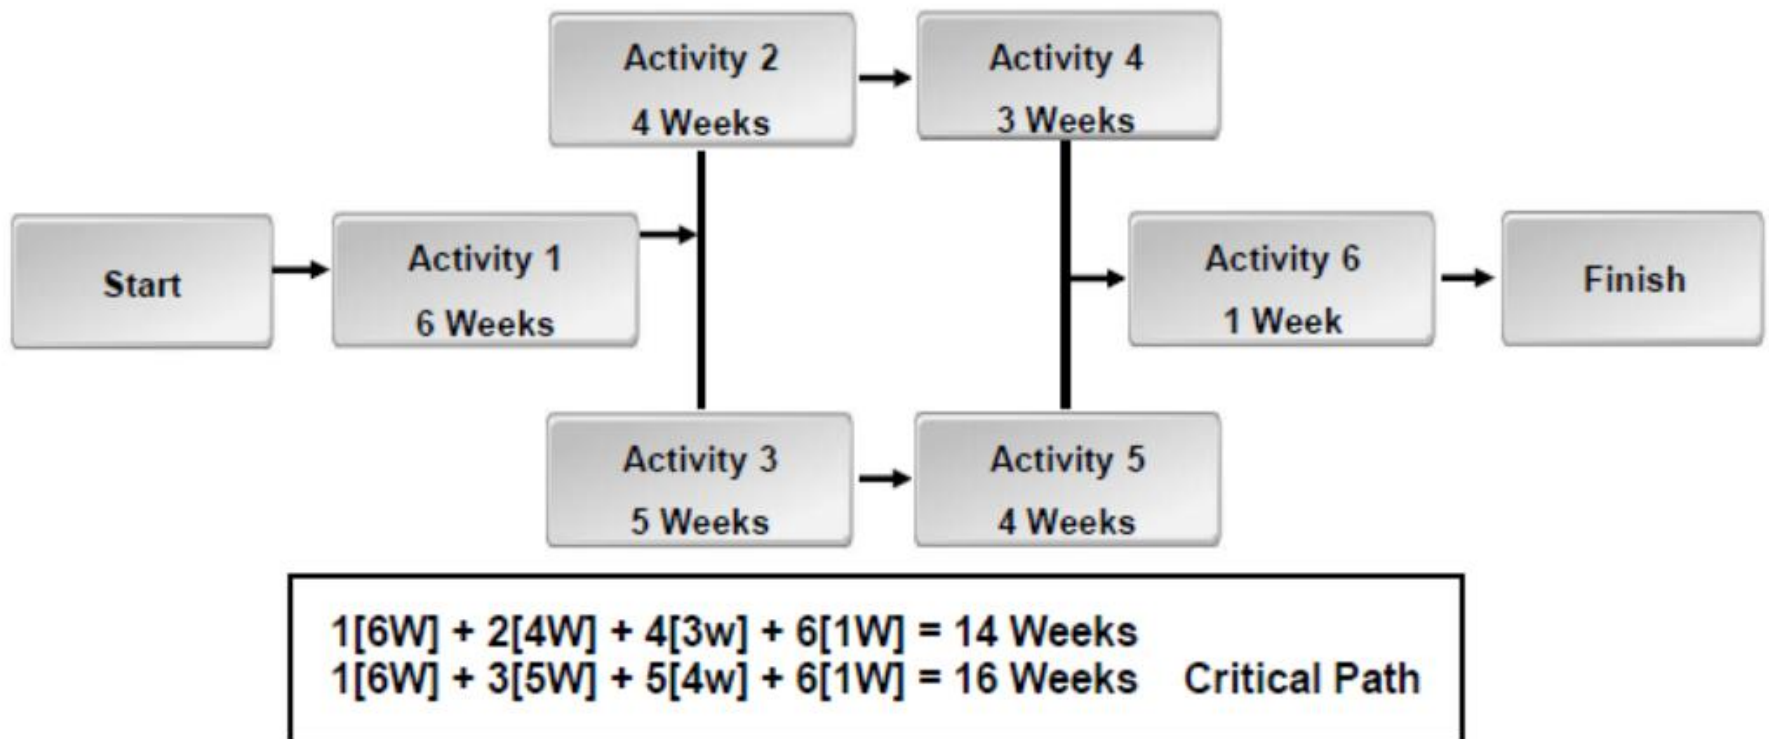 Activity 2
4 Weeks
Activity 4
3 Weeks
Start
Activity 1
6 Weeks
Activity 6
1 Week
Finish
Activity 3
5 Weeks
Activity 5
4 Weeks
1[6W] + 2[4W] + 4[3w] + 6[1W] = 14 Weeks
1[6W] + 3[5W] + 5[4w] + 6[1W] = 16 Weeks Critical Path